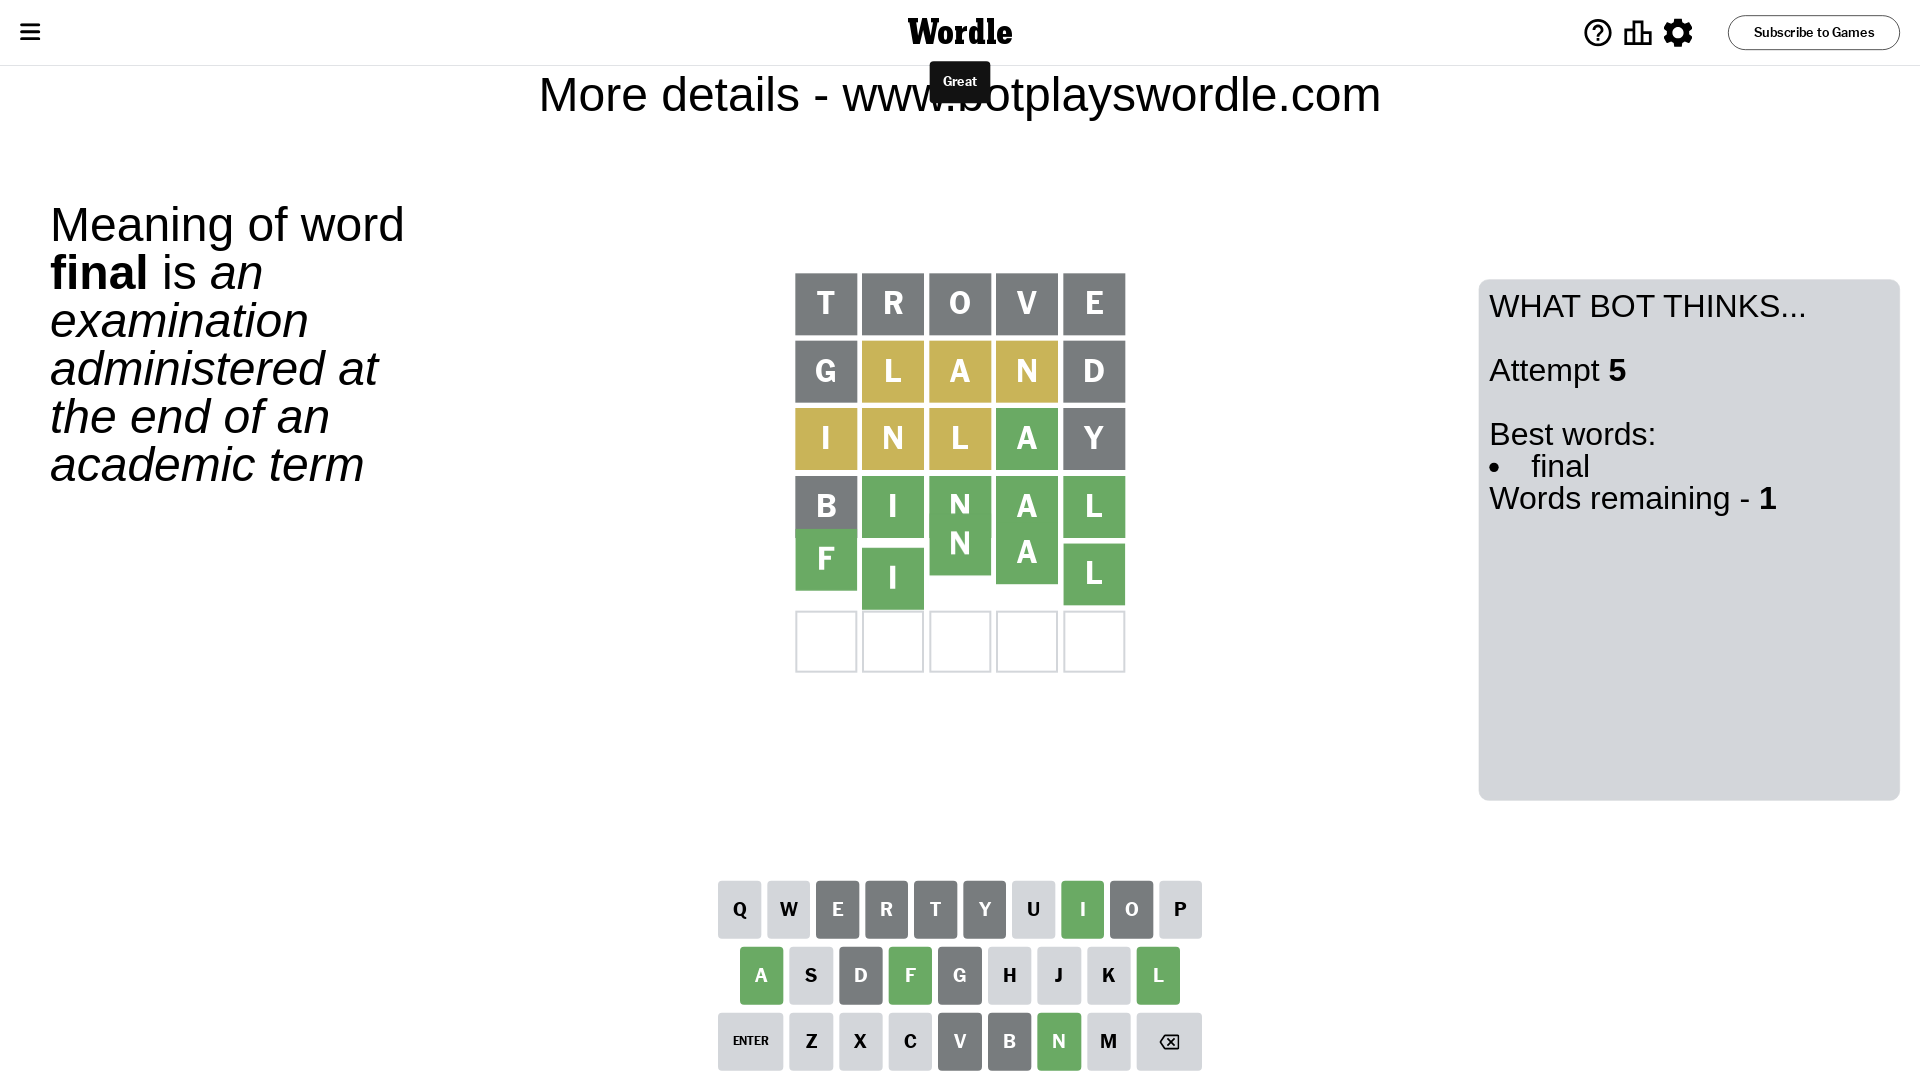 Wordle
Subscribe to Games
Great
More details - www.botplayswordle.com
Meaning of word
final is an
examination
administered at
the end of an
academic term
T R O V E
G L A N D
I N L A Y
B I N A L
F I N A L
WHAT BOT THINKS...
Attempt 5
Best words:
• final
Words remaining - 1
Q W E R T Y U I O P
A S D F G H J K L
ENTER Z X C V B N M